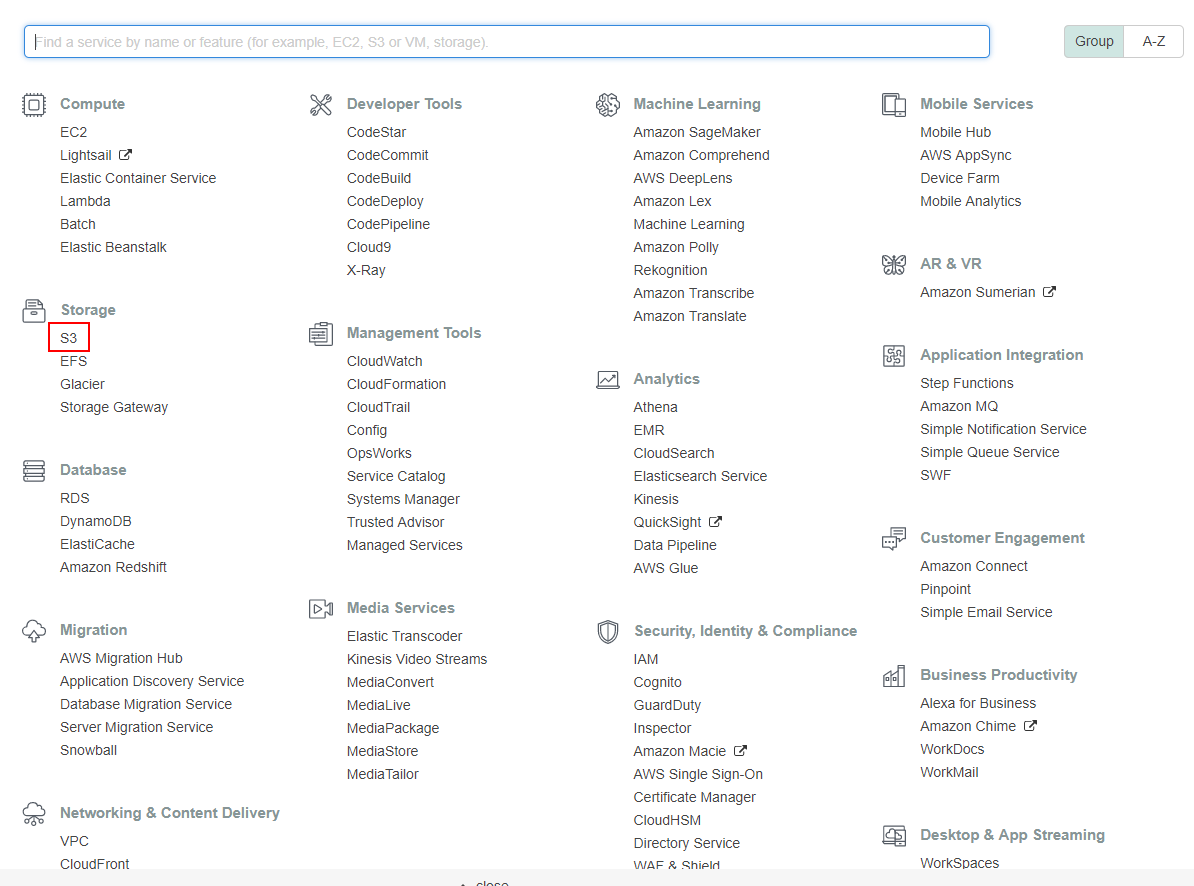 Find a service by name or feature (for example, EC2, S3 or VM, storage).
Group
A-Z
Compute
EC2
Lightsail
Elastic Container Service
Lambda
Batch
Elastic Beanstalk
Storage
S3
EFS
Glacier
Storage Gateway
Database
RDS
DynamoDB
ElastiCache
Amazon Redshift
Migration
AWS Migration Hub
Application Discovery Service
Database Migration Service
Server Migration Service
Snowball
Networking & Content Delivery
VPC
CloudFront
Developer Tools
CodeStar
CodeCommit
CodeBuild
CodeDeploy
CodePipeline
Cloud9
X-Ray
Management Tools
CloudWatch
CloudFormation
CloudTrail
Config
OpsWorks
Service Catalog
Systems Manager
Trusted Advisor
Managed Services
Media Services
Elastic Transcoder
Kinesis Video Streams
MediaConvert
MediaLive
MediaPackage
MediaStore
MediaTailor
Machine Learning
Amazon SageMaker
Amazon Comprehend
AWS DeepLens
Amazon Lex
Machine Learning
Amazon Polly
Rekognition
Amazon Transcribe
Amazon Translate
Analytics
Athena
EMR
CloudSearch
Elasticsearch Service
Kinesis
QuickSight
Data Pipeline
AWS Glue
Security, Identity & Compliance
IAM
Cognito
GuardDuty
Inspector
Amazon Macie
AWS Single Sign-On
Certificate Manager
CloudHSM
Directory Service
WAF & Shield
Mobile Services
Mobile Hub
AWS AppSync
Device Farm
Mobile Analytics
AR & VR
Amazon Sumerian
Application Integration
Step Functions
Amazon MQ
Simple Notification Service
Simple Queue Service
SWF
Customer Engagement
Amazon Connect
Pinpoint
Simple Email Service
Business Productivity
Alexa for Business
Amazon Chime
WorkDocs
WorkMail
Desktop & App Streaming
WorkSpaces
close